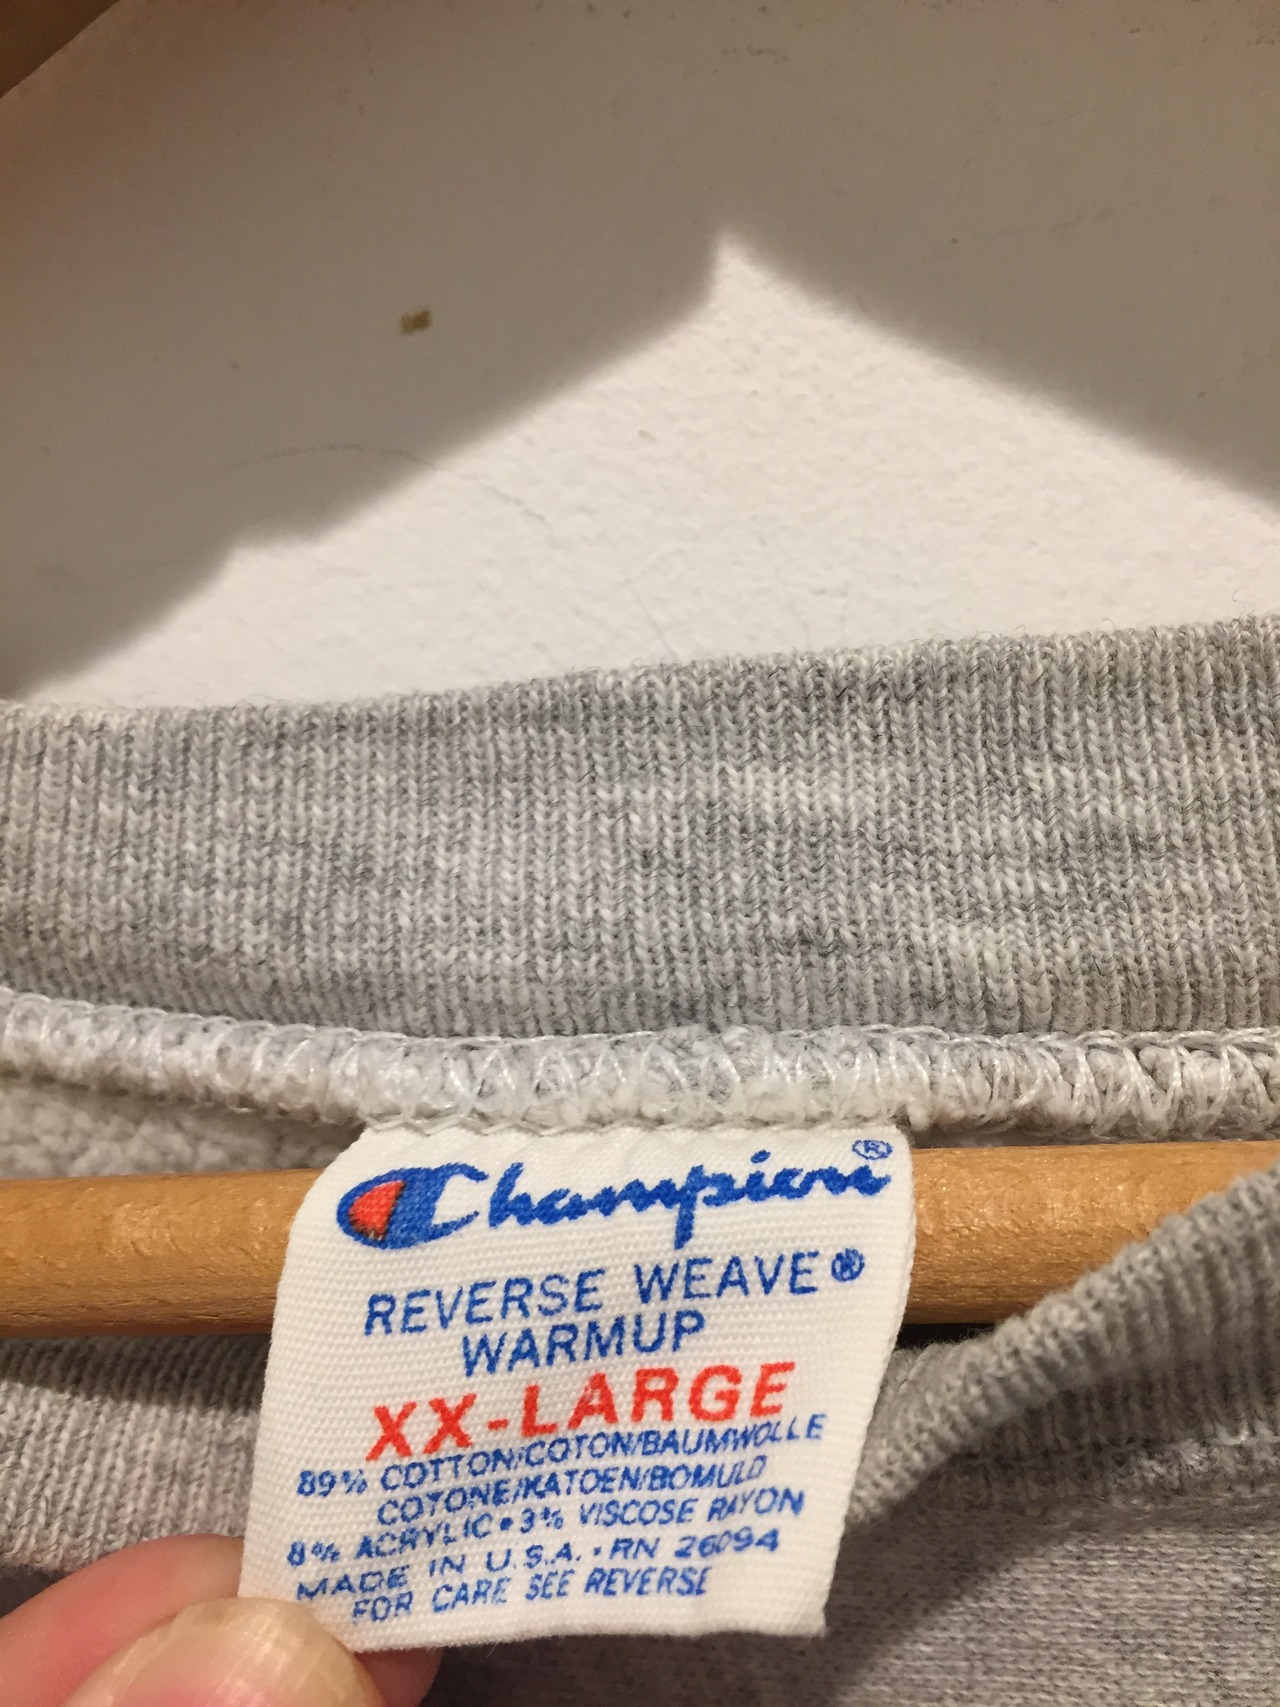 Champion®
REVERSE WEAVE®
WARMUP
XX-LARGE
89% COTTON/COTON/BAUMWOLLE
COTONE/KATOEN/BOMULD
8% ACRYLIC • 3% VISCOSE RAYON
MADE IN U.S.A. • RN 26094
FOR CARE SEE REVERSE